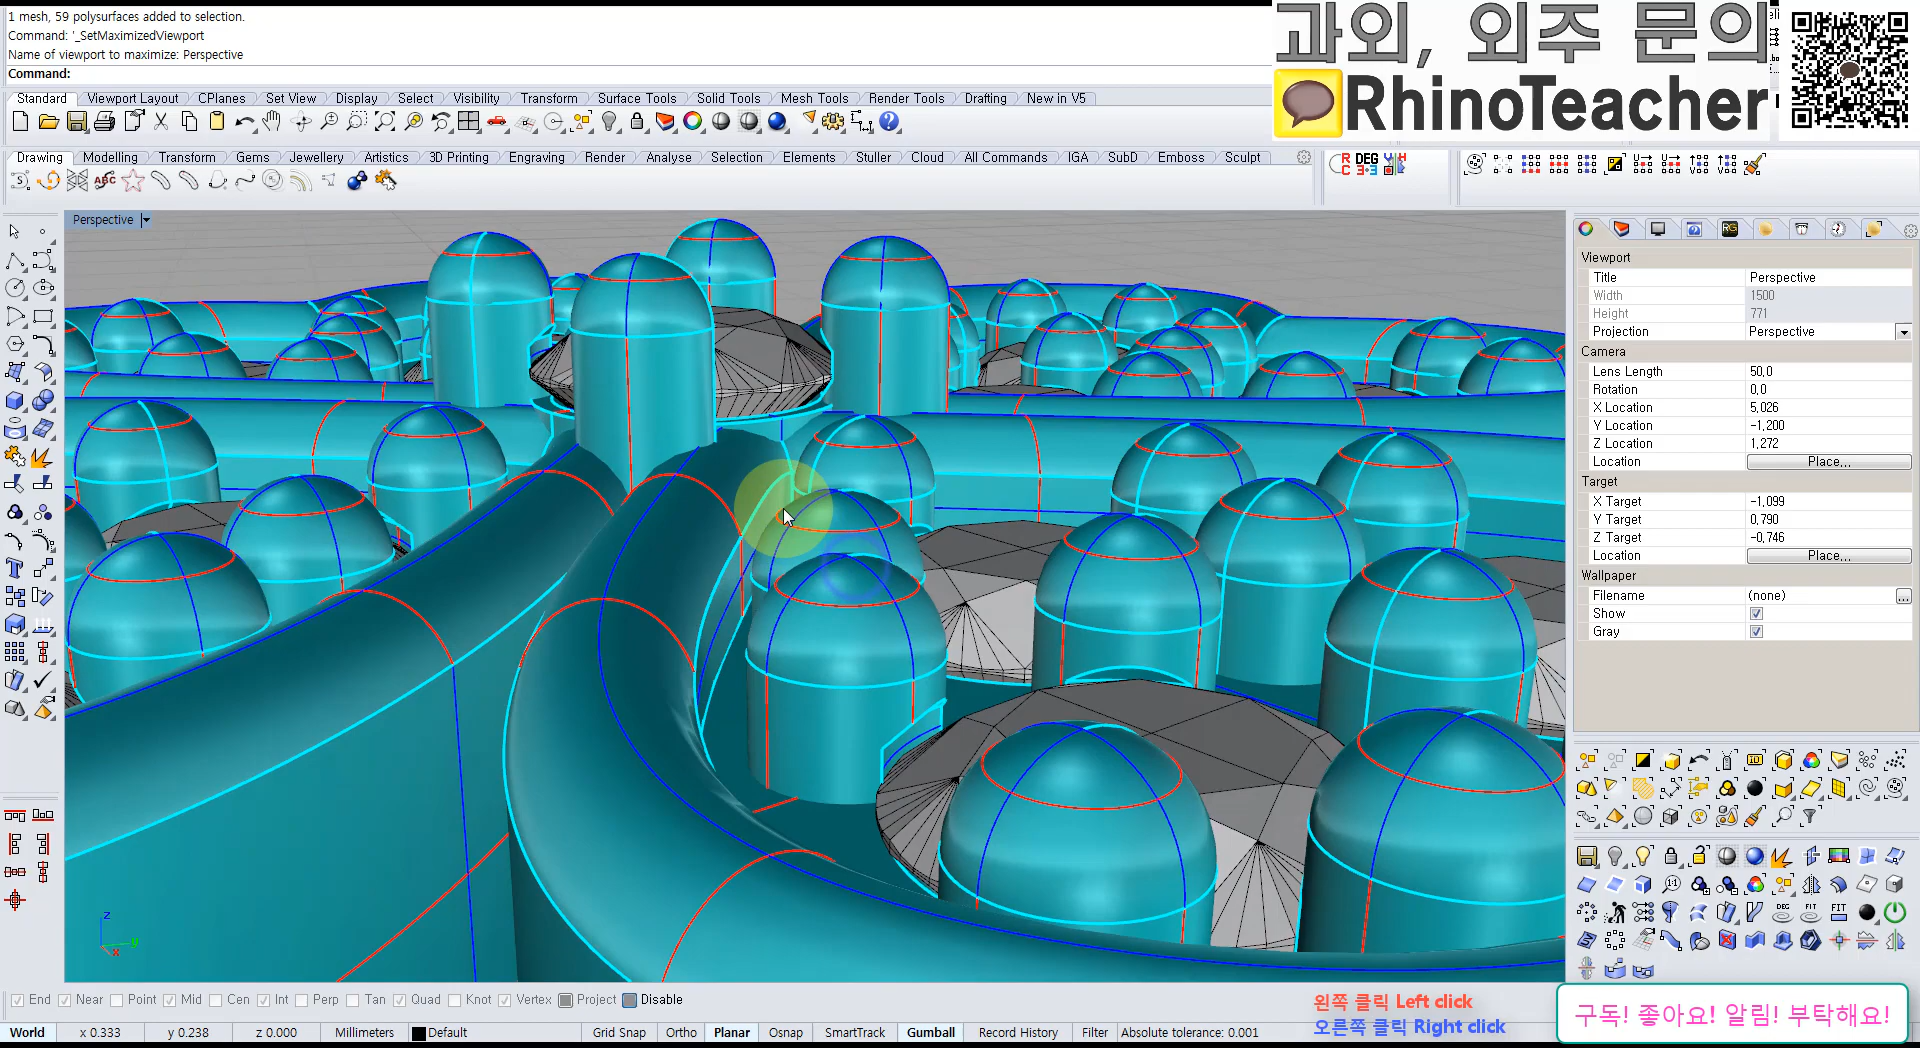 1 mesh, 59 polysurfaces added to selection.
Command: '_SetMaximizedViewport
Name of viewport to maximize: Perspective
Command:
과외, 외주 문의
RhinoTeacher
Standard Viewport Layout CPlanes Set View Display Select Visibility Transform Surface Tools Solid Tools Mesh Tools Render Tools Drafting New in V5
Drawing Modelling Transform Gems Jewellery Artistics 3D Printing Engraving Render Analyse Selection Elements Stuller Cloud All Commands IGA SubD Emboss Sculpt
Perspective
Viewport
Title Perspective
Width 1500
Height 771
Projection Perspective
Camera
Lens Length 50,0
Rotation 0,0
X Location 5,026
Y Location -1,200
Z Location 1,272
Location Place...
Target
X Target -1,099
Y Target 0,790
Z Target -0,746
Location Place...
Wallpaper
Filename (none) ...
Show
Gray
z
y
x
End Near Point Mid Cen Int Perp Tan Quad Knot Vertex Project Disable
왼쪽 클릭 Left click
오른쪽 클릭 Right click
구독! 좋아요! 알림! 부탁해요!
World x 0.333 y 0.238 z 0.000 Millimeters Default Grid Snap Ortho Planar Osnap SmartTrack Gumball Record History Filter Absolute tolerance: 0.001